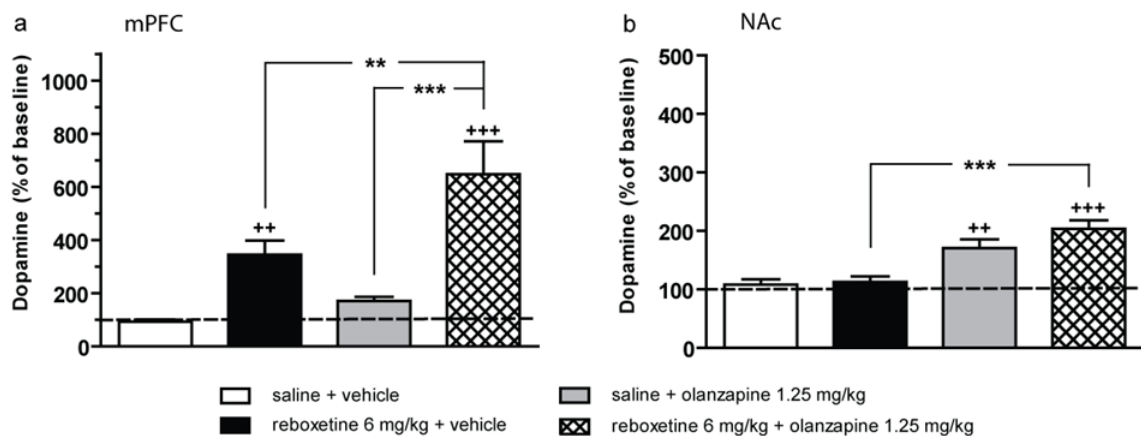 a mPFC
Dopamine (% of baseline)
1000
800
600
400
200
0
**
***
++
+++
b NAc
Dopamine (% of baseline)
500
400
300
200
100
0
***
++
+++
saline + vehicle
reboxetine 6 mg/kg + vehicle
saline + olanzapine 1.25 mg/kg
reboxetine 6 mg/kg + olanzapine 1.25 mg/kg